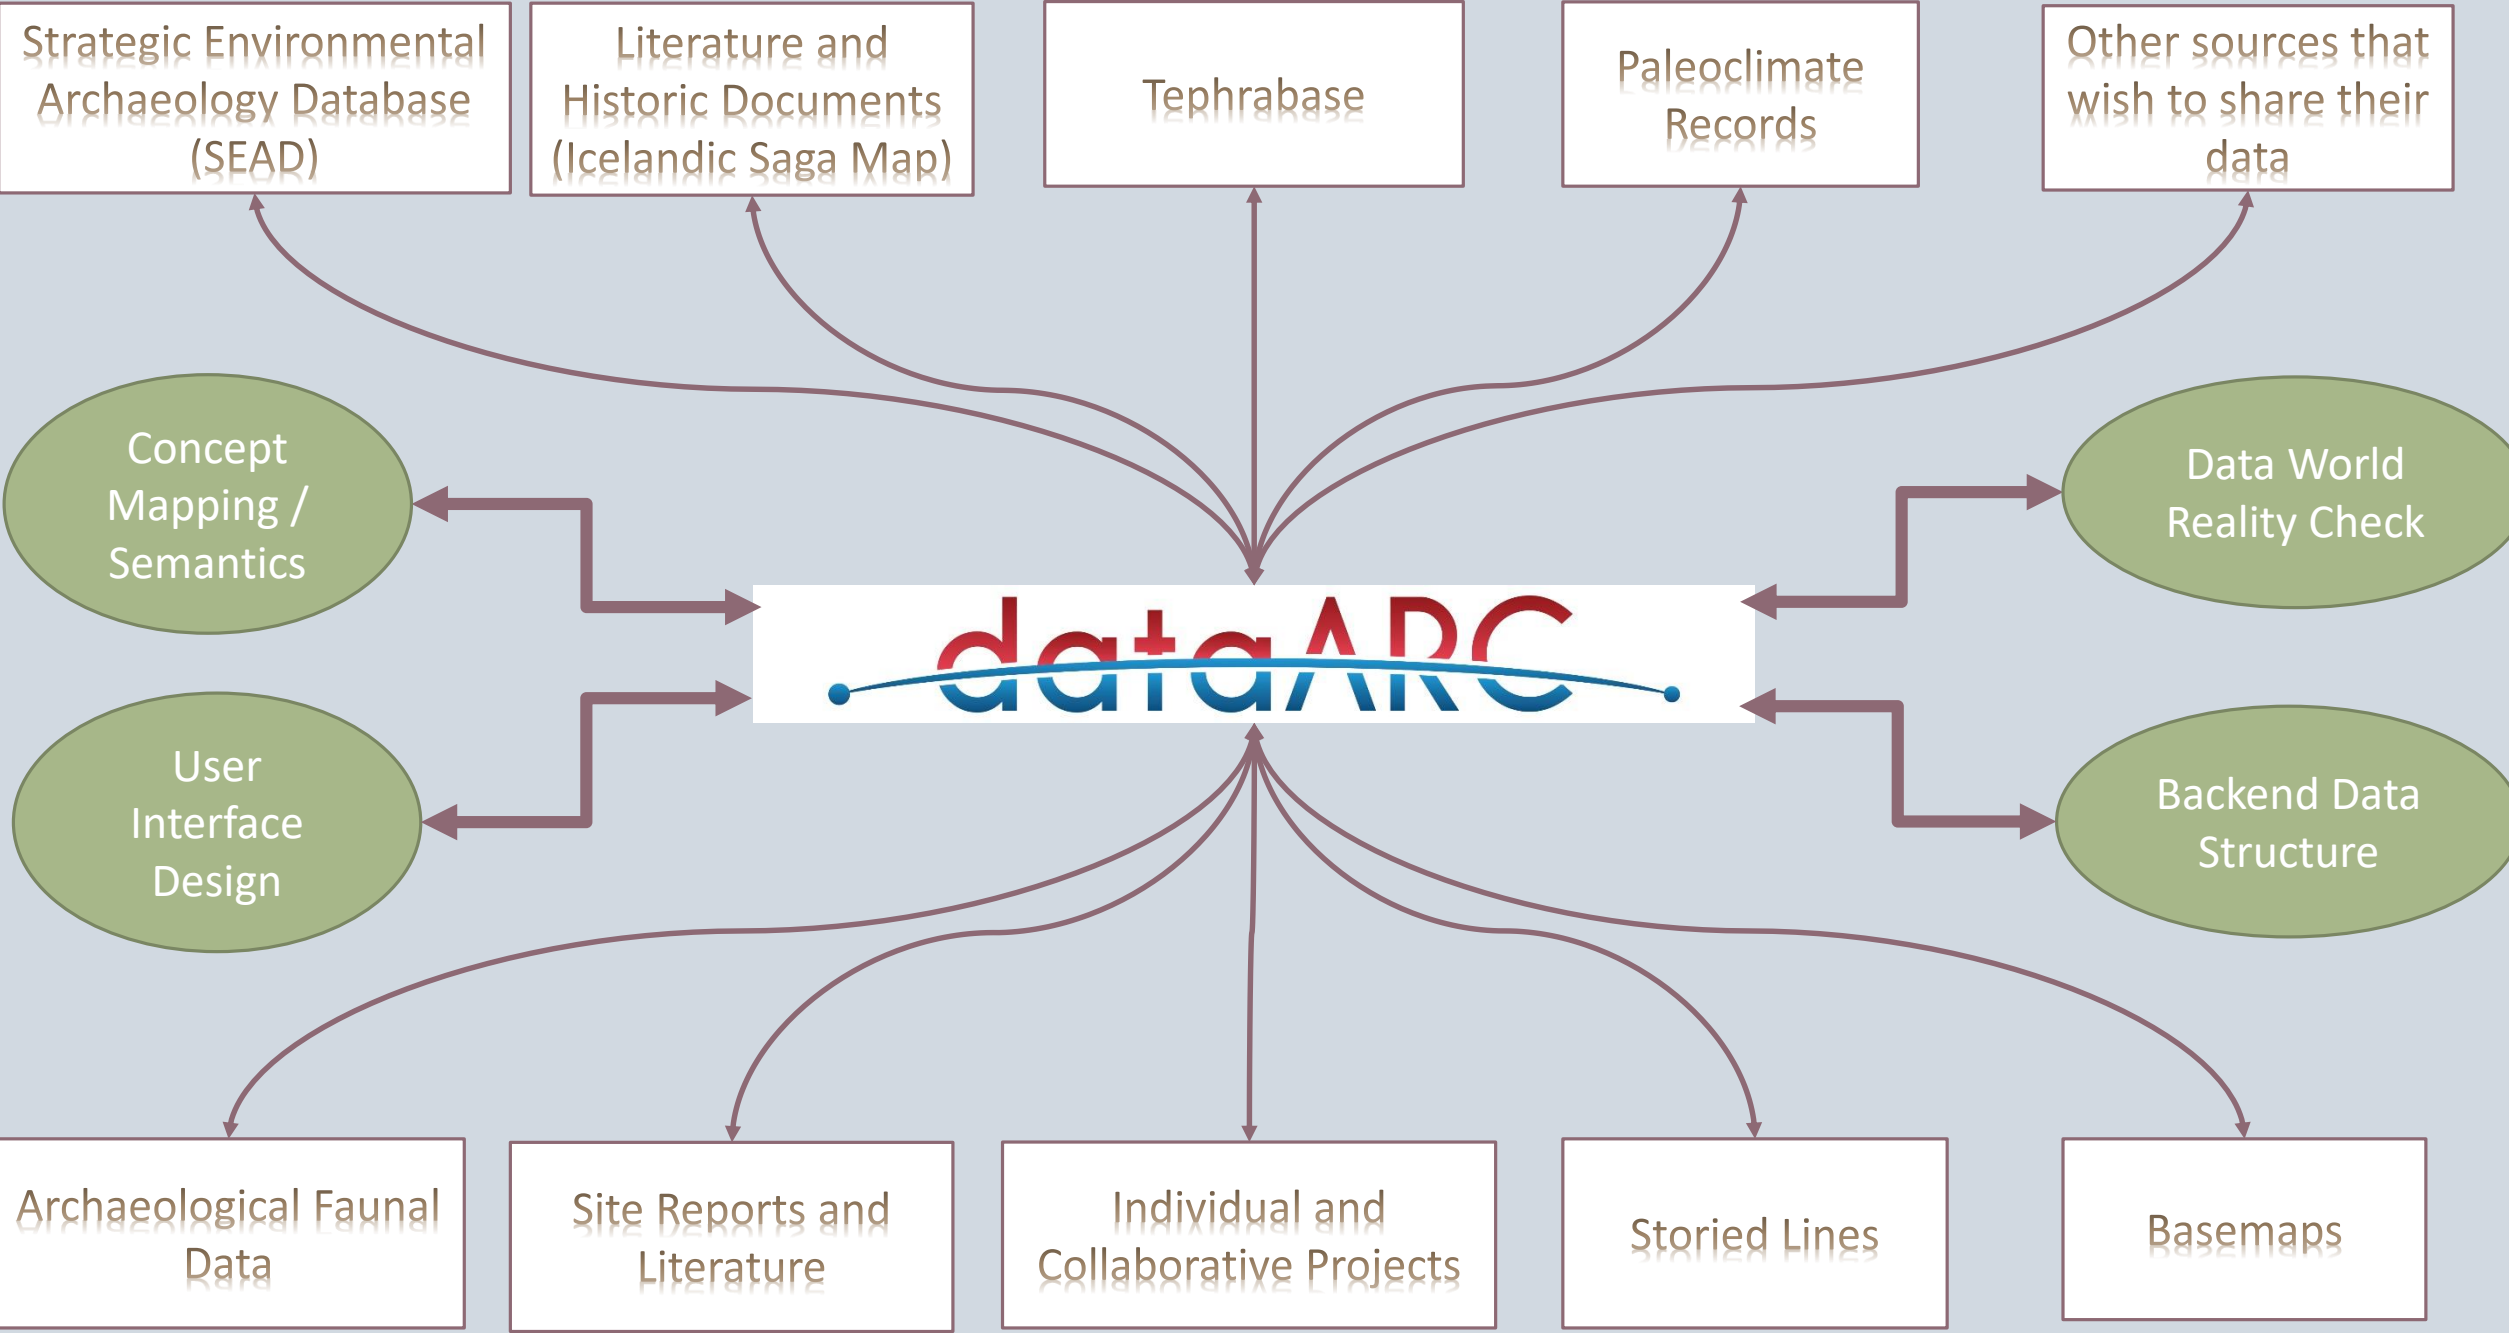 Strategic Environmental
Archaeology Database
(SEAD)
Literature and
Historic Documents
(Icelandic Saga Map)
Tephrabase
Paleoclimate
Records
Other sources that
wish to share their
data
Concept
Mapping /
Semantics
Data World
Reality Check
dataARC
User
Interface
Design
Backend Data
Structure
Archaeological Faunal
Data
Site Reports and
Literature
Individual and
Collaborative Projects
Storied Lines
Basemaps